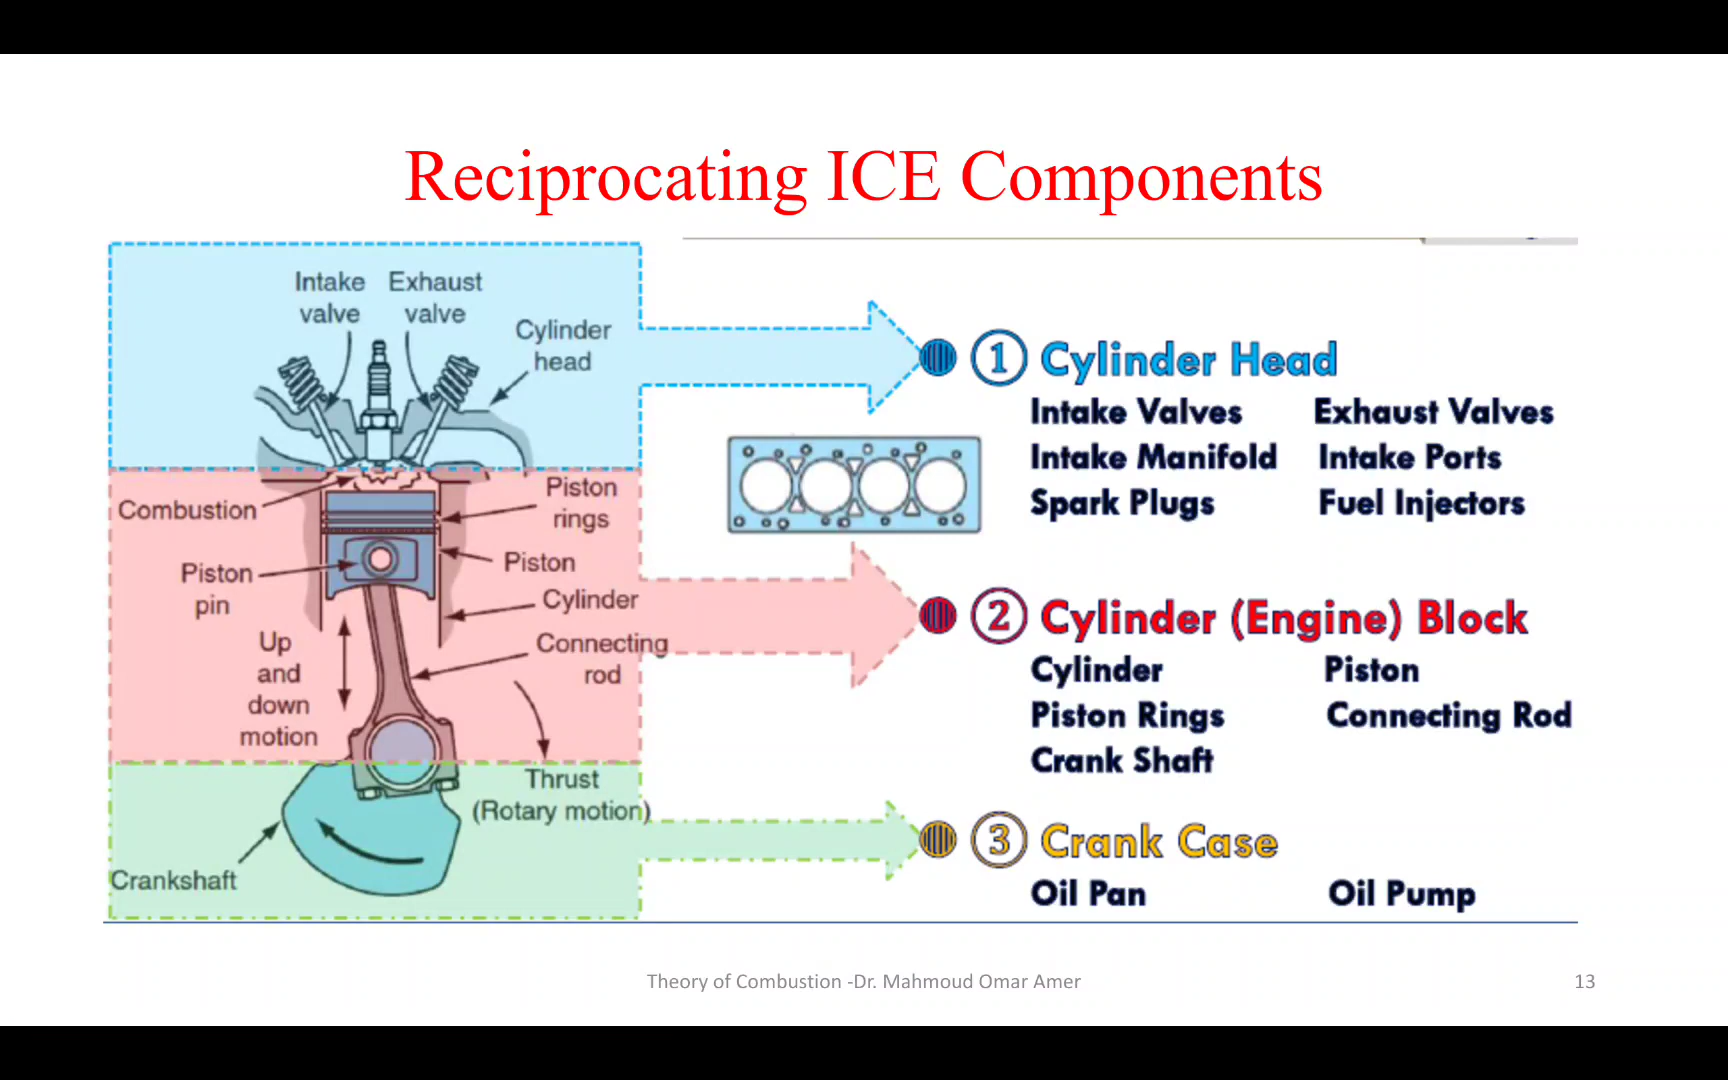 Reciprocating ICE Components
Intake Exhaust
valve valve
Cylinder
head
Combustion
Piston
rings
Piston
pin
Piston
Cylinder
Connecting
rod
Up
and
down
motion
Thrust
(Rotary motion)
Crankshaft
1 Cylinder Head
Intake Valves Exhaust Valves
Intake Manifold Intake Ports
Spark Plugs Fuel Injectors
2 Cylinder (Engine) Block
Cylinder Piston
Piston Rings Connecting Rod
Crank Shaft
3 Crank Case
Oil Pan Oil Pump
Theory of Combustion -Dr. Mahmoud Omar Amer
13